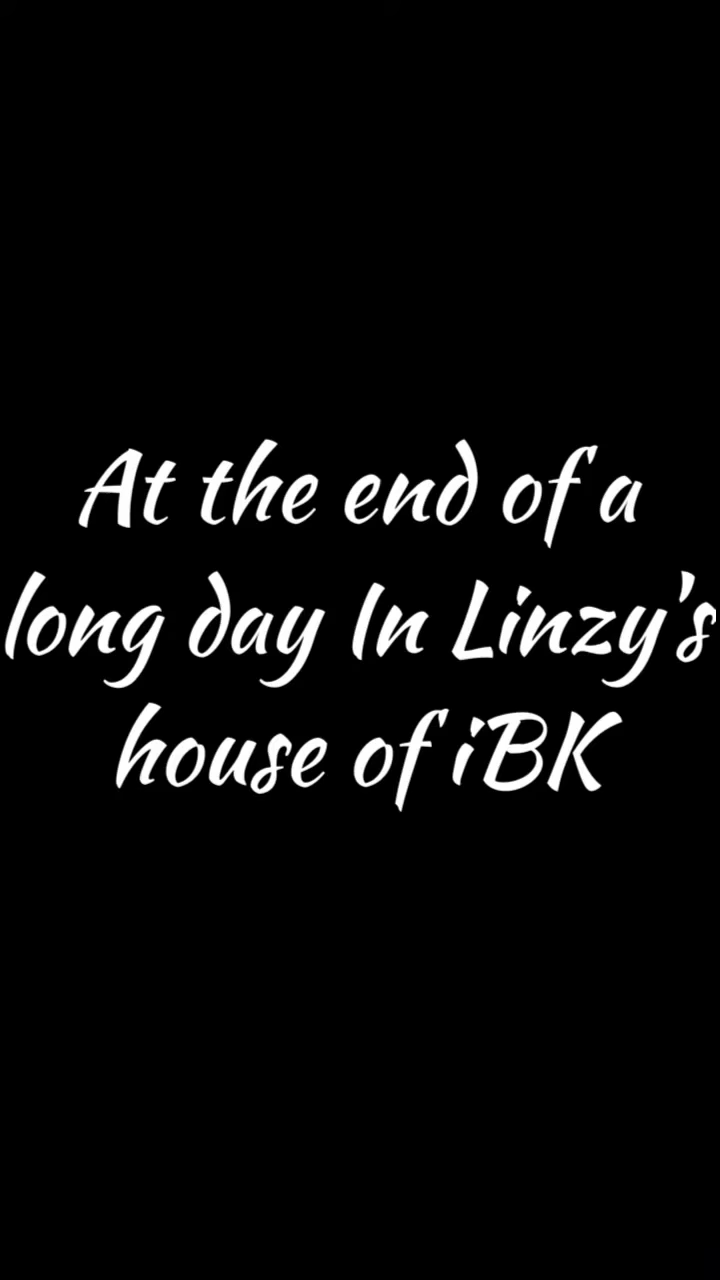 At the end of a
long day In Linzy's
house of iBK